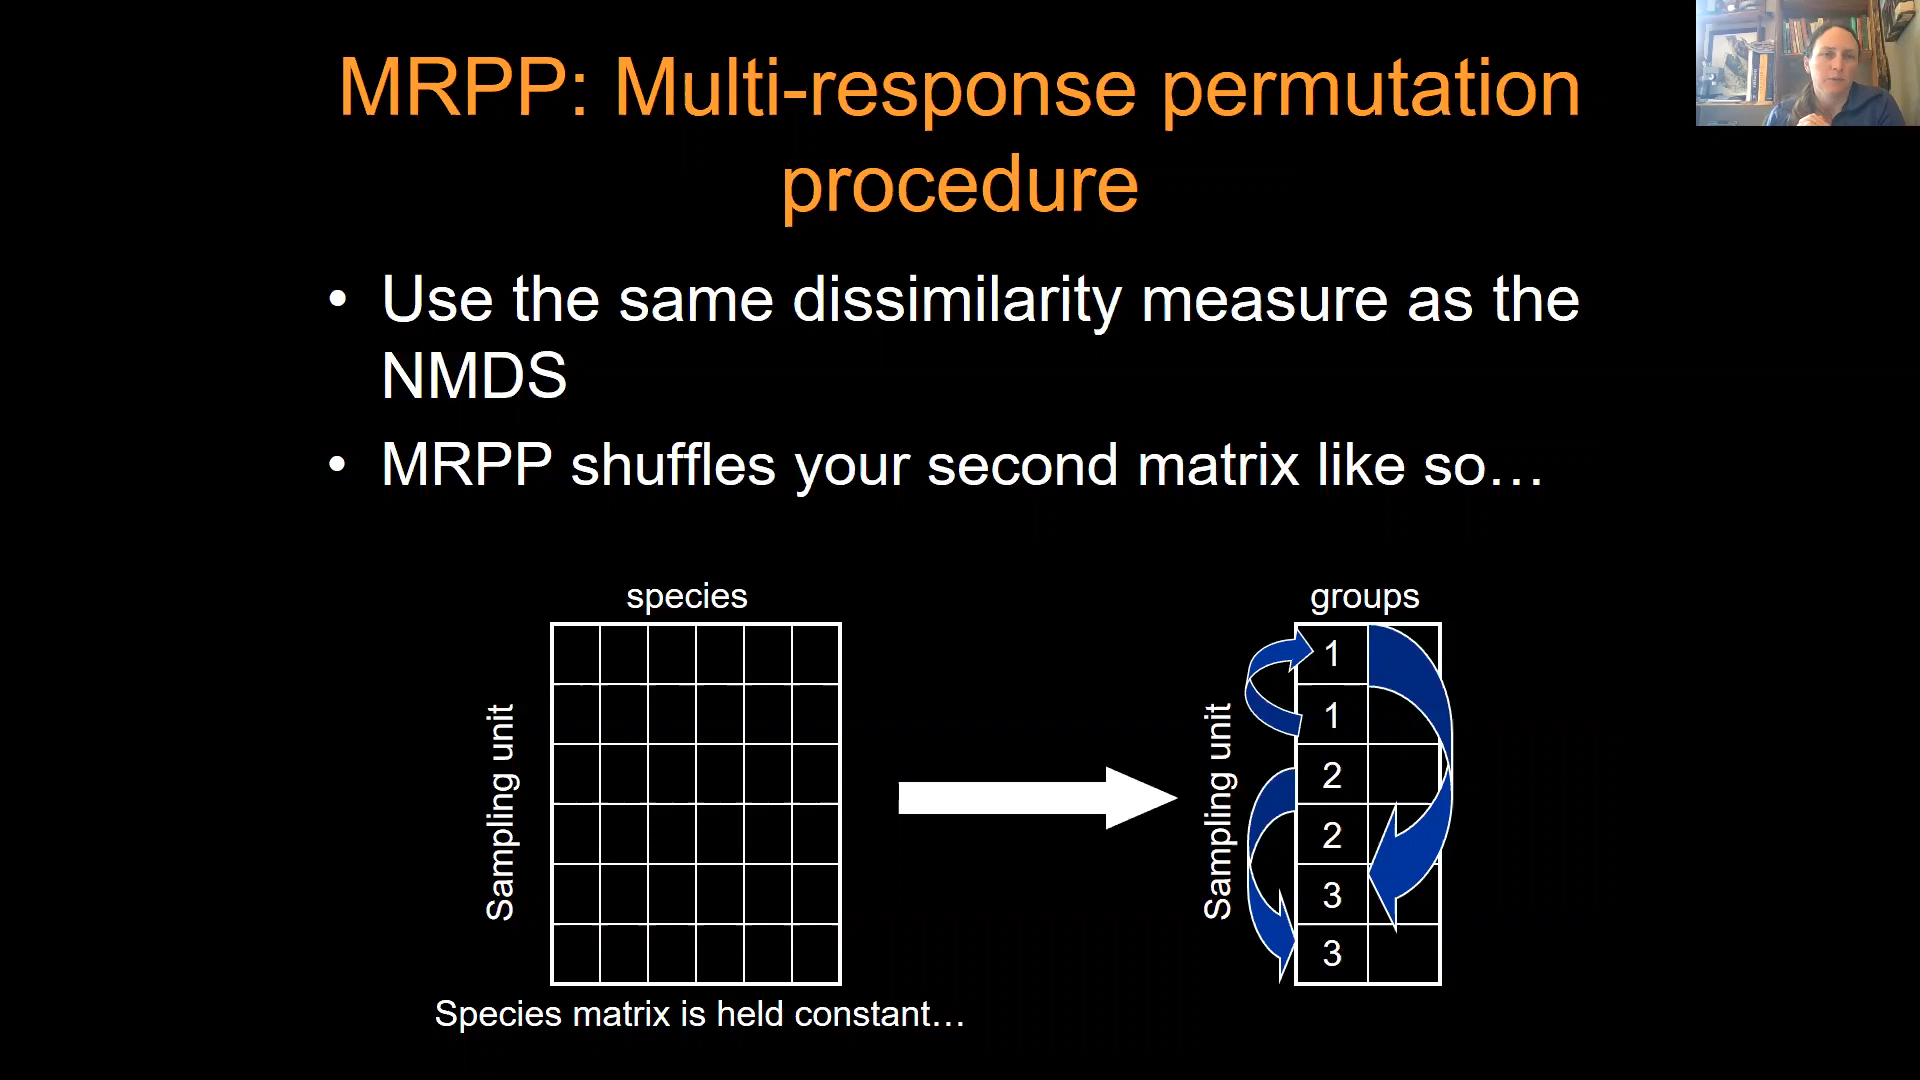 MRPP: Multi-response permutation
procedure
• Use the same dissimilarity measure as the
NMDS
• MRPP shuffles your second matrix like so…
species
Sampling unit
Species matrix is held constant…
groups
Sampling unit
1
1
2
2
3
3